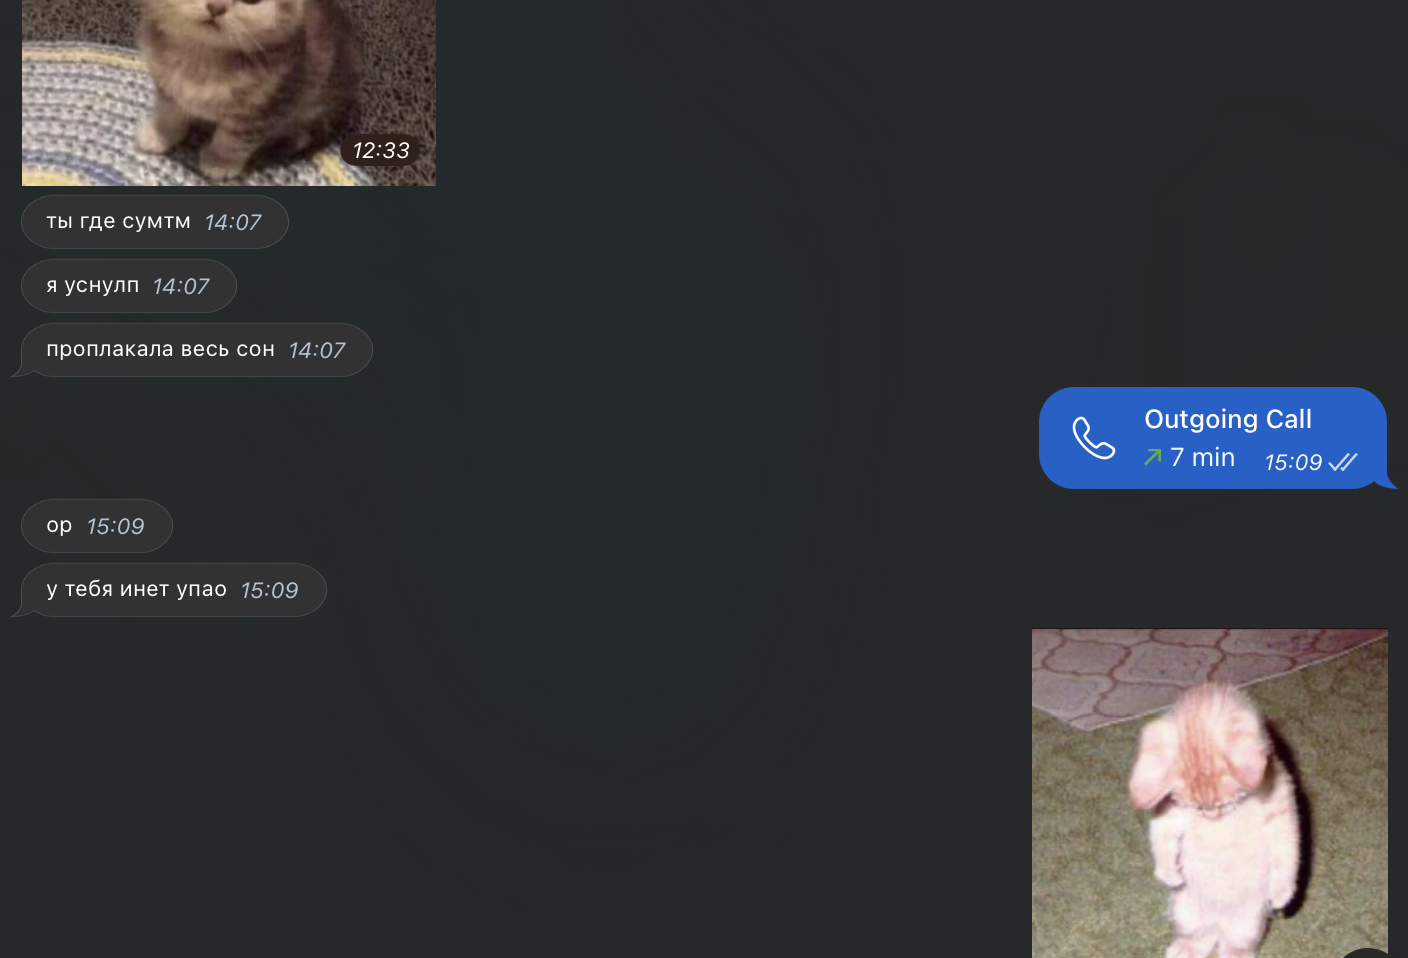 12:33
ты где сумтм 14:07
я уснулп 14:07
проплакала весь сон 14:07
Outgoing Call
7 min 15:09
ор 15:09
у тебя инет упао 15:09